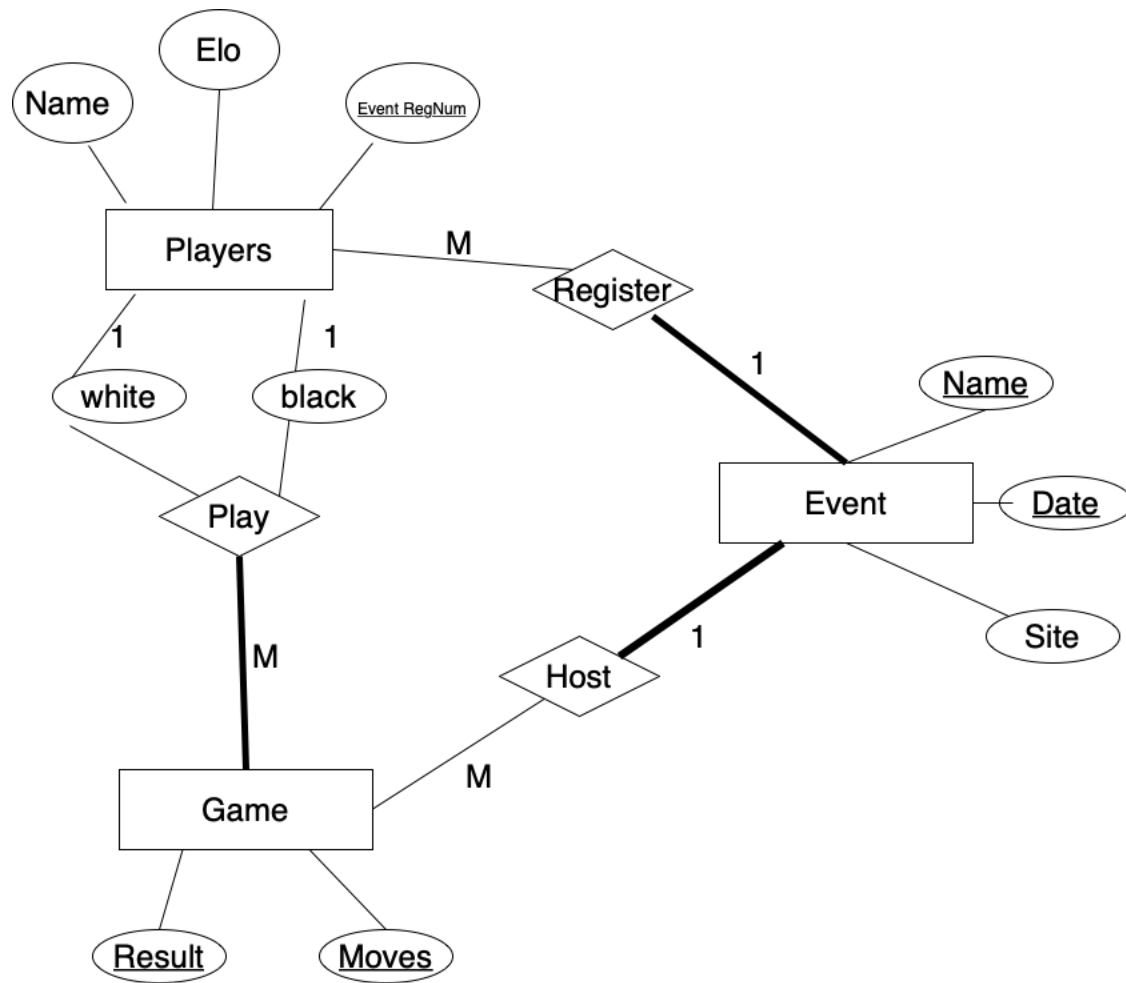 Elo
Name
Event RegNum
Players
M
Register
1
1
1
white
black
Name
Play
Event
Date
M
1
Site
Host
M
Game
Result
Moves